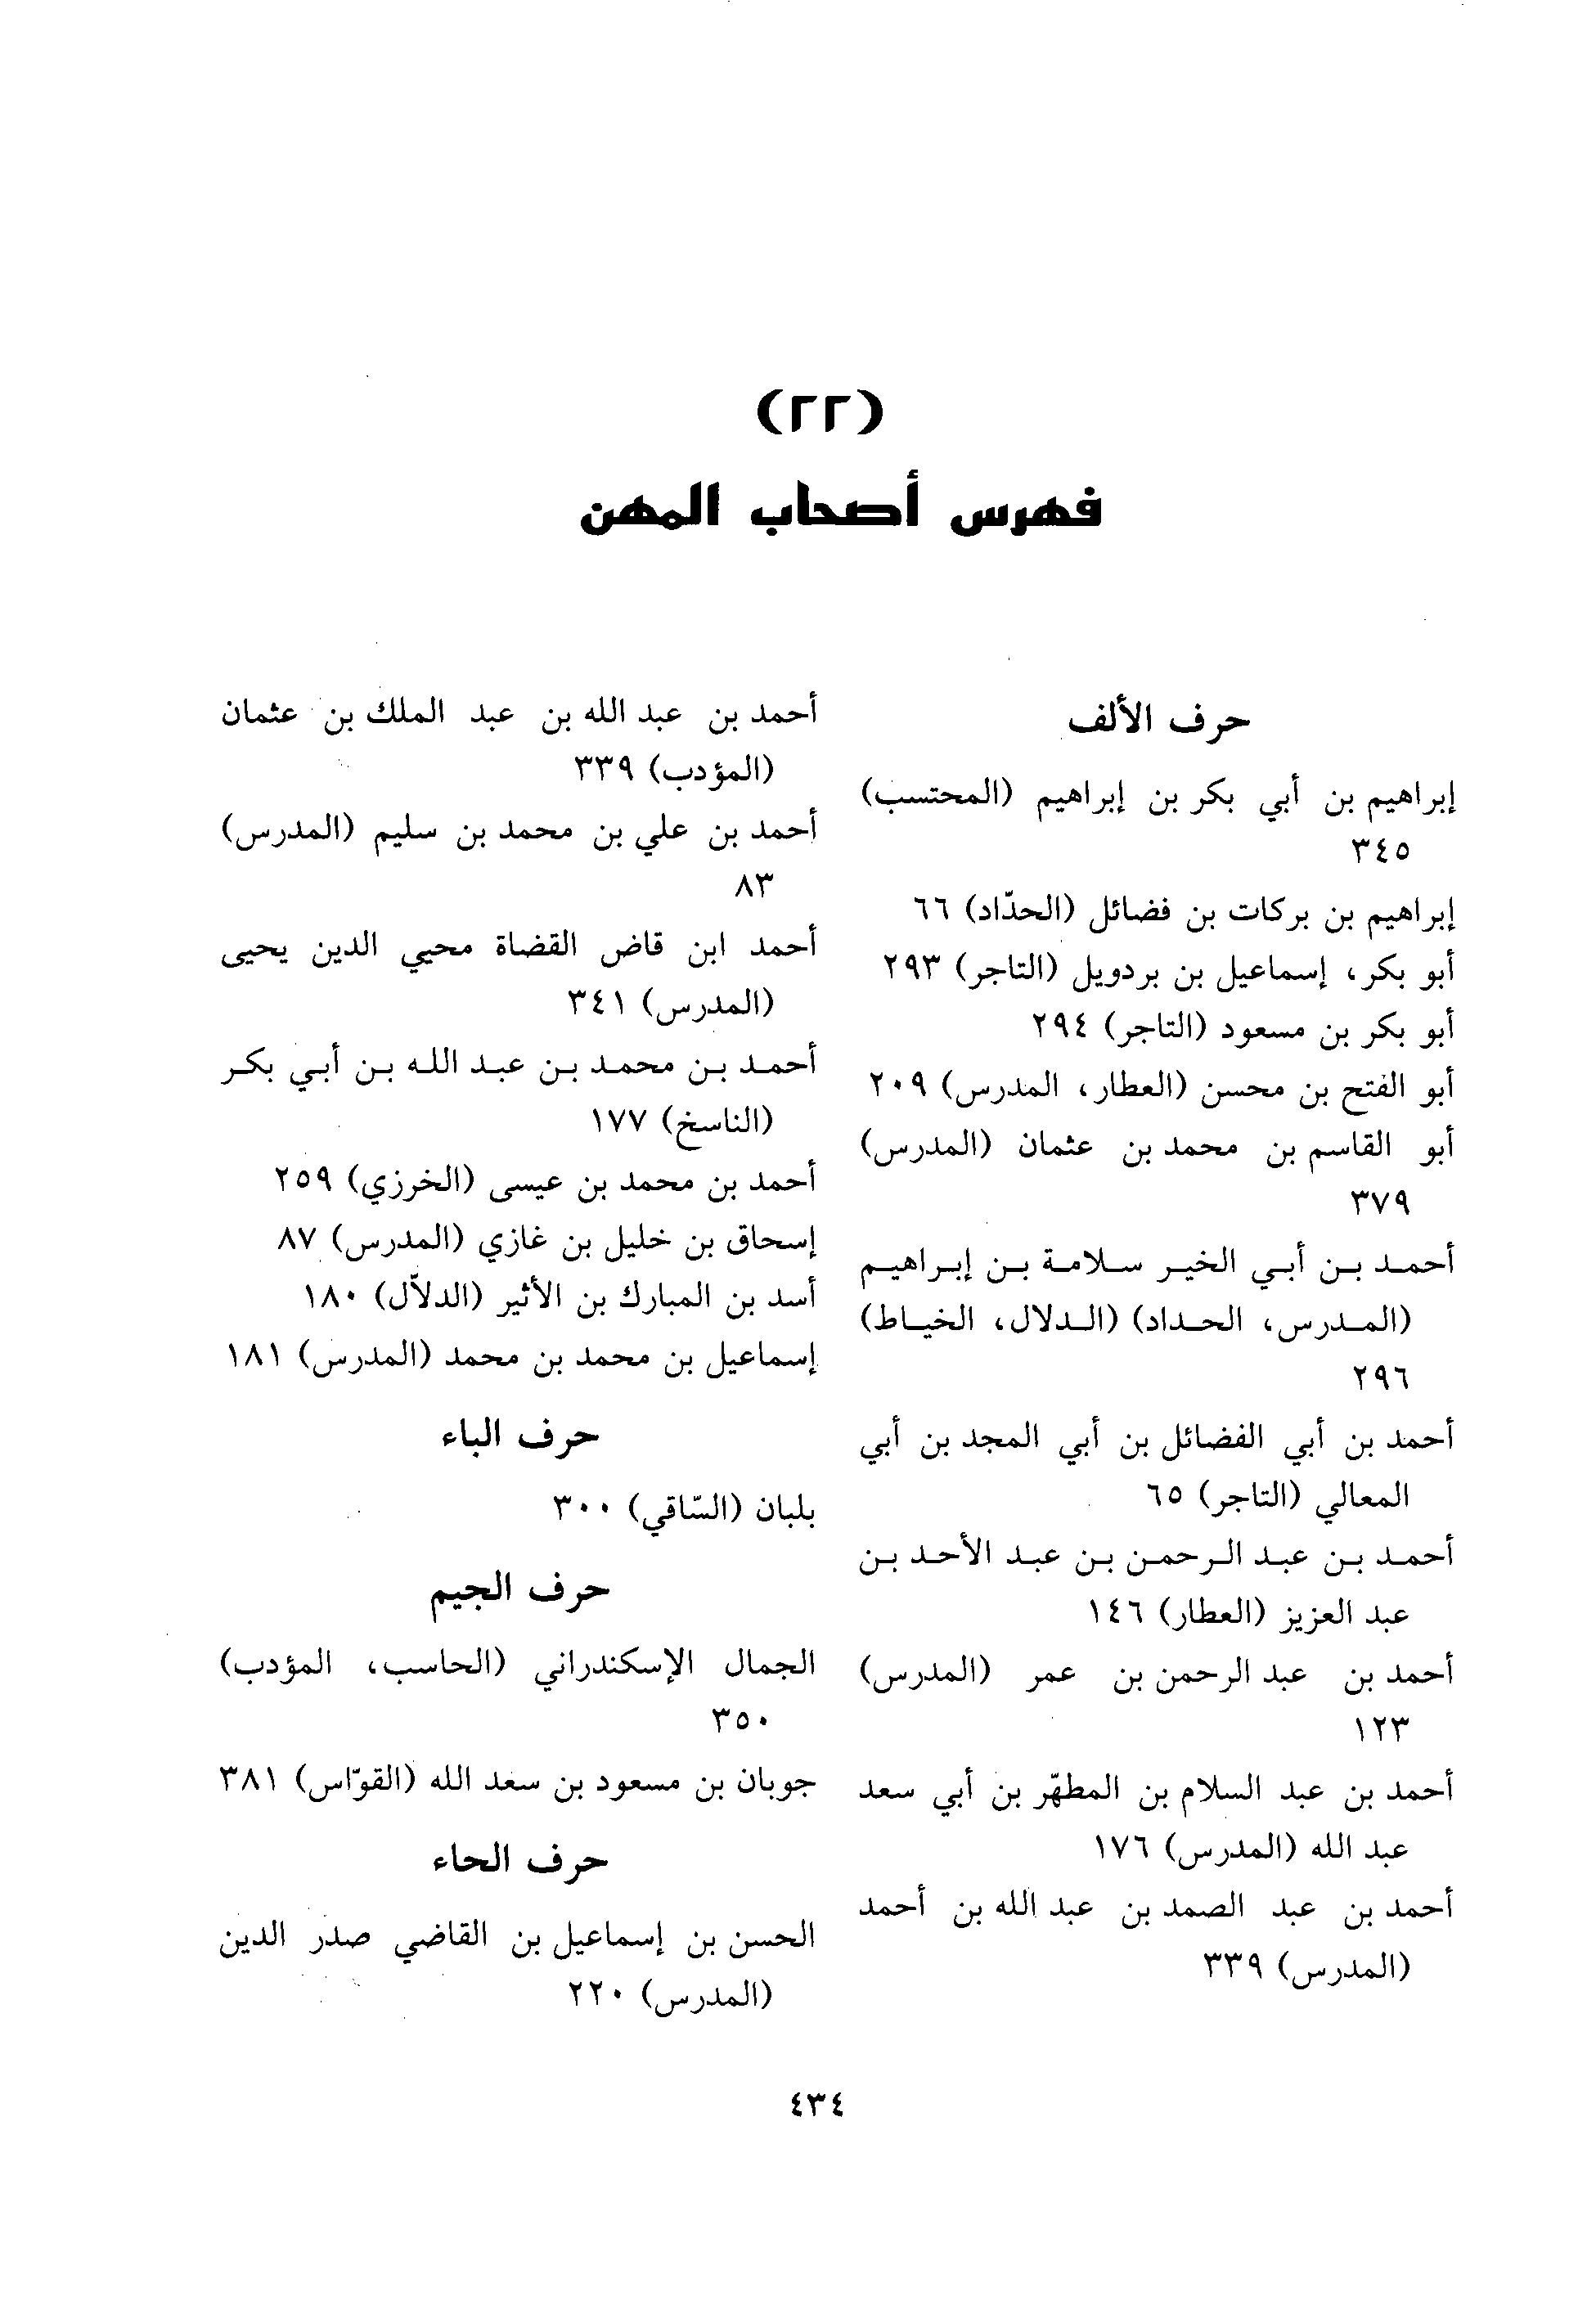 (٢٢)
فهرس أصحاب المهن
حرف الألف
إبراهيم بن أبي بكر بن إبراهيم (المحتسب)
٣٤٥
إبراهيم بن بركات بن فضائل (الحدّاد) ٦٦
أبو بكر، إسماعيل بن بردويل (التاجر) ٢٩٣
أبو بكر بن مسعود (التاجر) ٢٩٤
أبو الفتح بن محسن (العطار، المدرس) ٢٠٩
أبو القاسم بن محمد بن عثمان (المدرس)
٣٧٩
أحمد بن أبي الخير سلامة بن إبراهيم
(المدرس، الحداد) (الدلال، الخياط)
٢٩٦
أحمد بن أبي الفضائل بن أبي المجد بن أبي
المعالي (التاجر) ٦٥
أحمد بن عبد الرحمن بن عبد الأحد بن
عبد العزيز (العطار) ١٤٦
أحمد بن عبد الرحمن بن عمر (المدرس)
١٢٣
أحمد بن عبد السلام بن المطهّر بن أبي سعد
عبد الله (المدرس) ١٧٦
أحمد بن عبد الصمد بن عبد الله بن أحمد
(المدرس) ٣٣٩
أحمد بن عبد الله بن عبد الملك بن عثمان
(المؤدب) ٣٣٩
أحمد بن علي بن محمد بن سليم (المدرس)
٨٣
أحمد ابن قاض القضاة محيي الدين يحيى
(المدرس) ٣٤١
أحمد بن محمد بن عبد الله بن أبي بكر
(الناسخ) ١٧٧
أحمد بن محمد بن عيسى (الخرزي) ٢٥٩
إسحاق بن خليل بن غازي (المدرس) ٨٧
أسد بن المبارك بن الأثير (الدلاّل) ١٨٠
إسماعيل بن محمد بن محمد (المدرس) ١٨١
حرف الباء
بلبان (السّاقي) ٣٠٠
حرف الجيم
الجمال الإسكندراني (الحاسب، المؤدب)
٣٥٠
جوبان بن مسعود بن سعد الله (القوّاس) ٣٨١
حرف الحاء
الحسن بن إسماعيل بن القاضي صدر الدين
(المدرس) ٢٢٠
٤٣٤